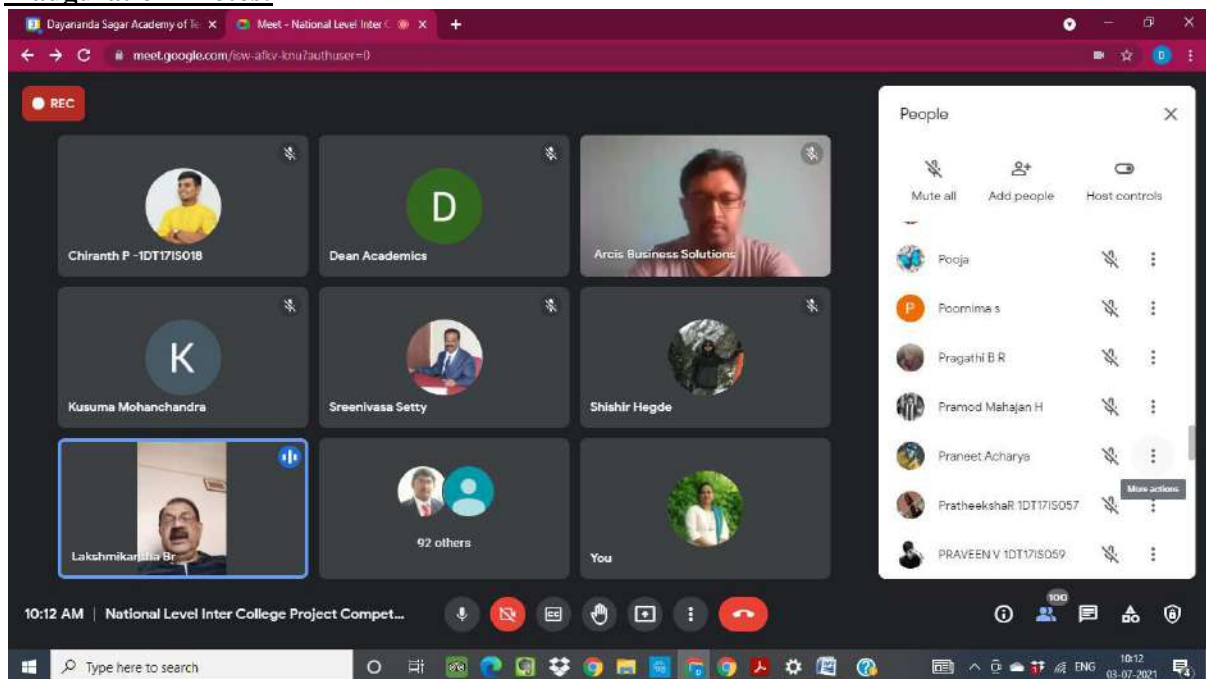 Dayananda Sagar Academy of Te
Meet - National Level Inter C
meet.google.com/isw-afkv-knu?authuser=0
REC
Chiranth P -1DT17IS018
D
Dean Academics
Arcis Business Solutions
K
Kusuma Mohanchandra
Sreenivasa Setty
Shishir Hegde
Lakshmikantha Br
92 others
You
People
Mute all
Add people
Host controls
Pooja
P
Poornima s
Pragathi B R
Pramod Mahajan H
Praneet Acharya
More actions
PratheekshaR 1DT17IS057
PRAVEEN V 1DT17IS059
10:12 AM | National Level Inter College Project Compet...
100
Type here to search
ENG
10:12
03-07-2021